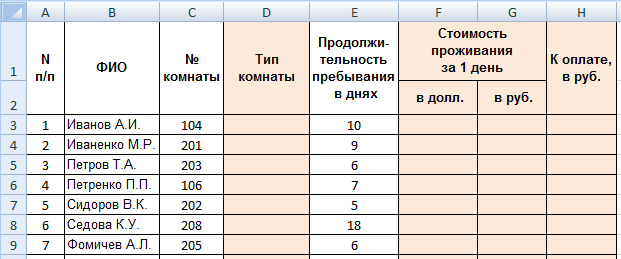 A B C D E F G H
1 N п/п ФИО № комнаты Тип комнаты Продолжи-тельность пребывания в днях Стоимость проживания за 1 день К оплате, в руб.
2 в долл. в руб.
3 1 Иванов А.И. 104 10
4 2 Иваненко М.Р. 201 9
5 3 Петров Т.А. 203 6
6 4 Петренко П.П. 106 7
7 5 Сидоров В.К. 202 5
8 6 Седова К.У. 208 18
9 7 Фомичев А.Л. 205 6